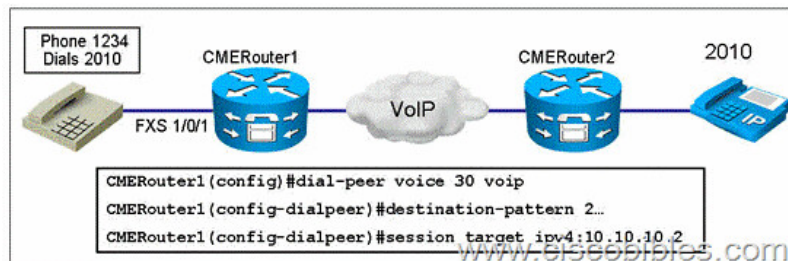 Phone 1234
Dials 2010
CMERouter1
CMERouter2
2010
FXS 1/0/1
VoIP
IP
CMERouter1(config)#dial-peer voice 30 voip
CMERouter1(config-dialpeer)#destination-pattern 2...
CMERouter1(config-dialpeer)#session target ipv4:10.10.10.2
www.ciscobibles.com